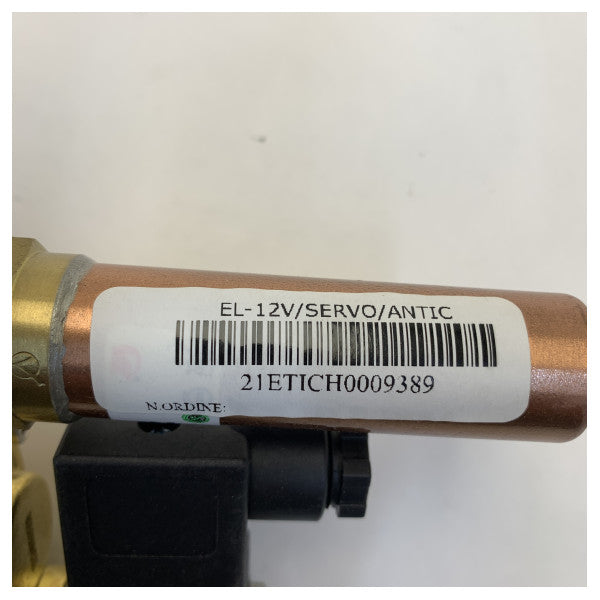 EL-12V/SERVO/ANTIC
21ETICH0009389
N.ORDINE: